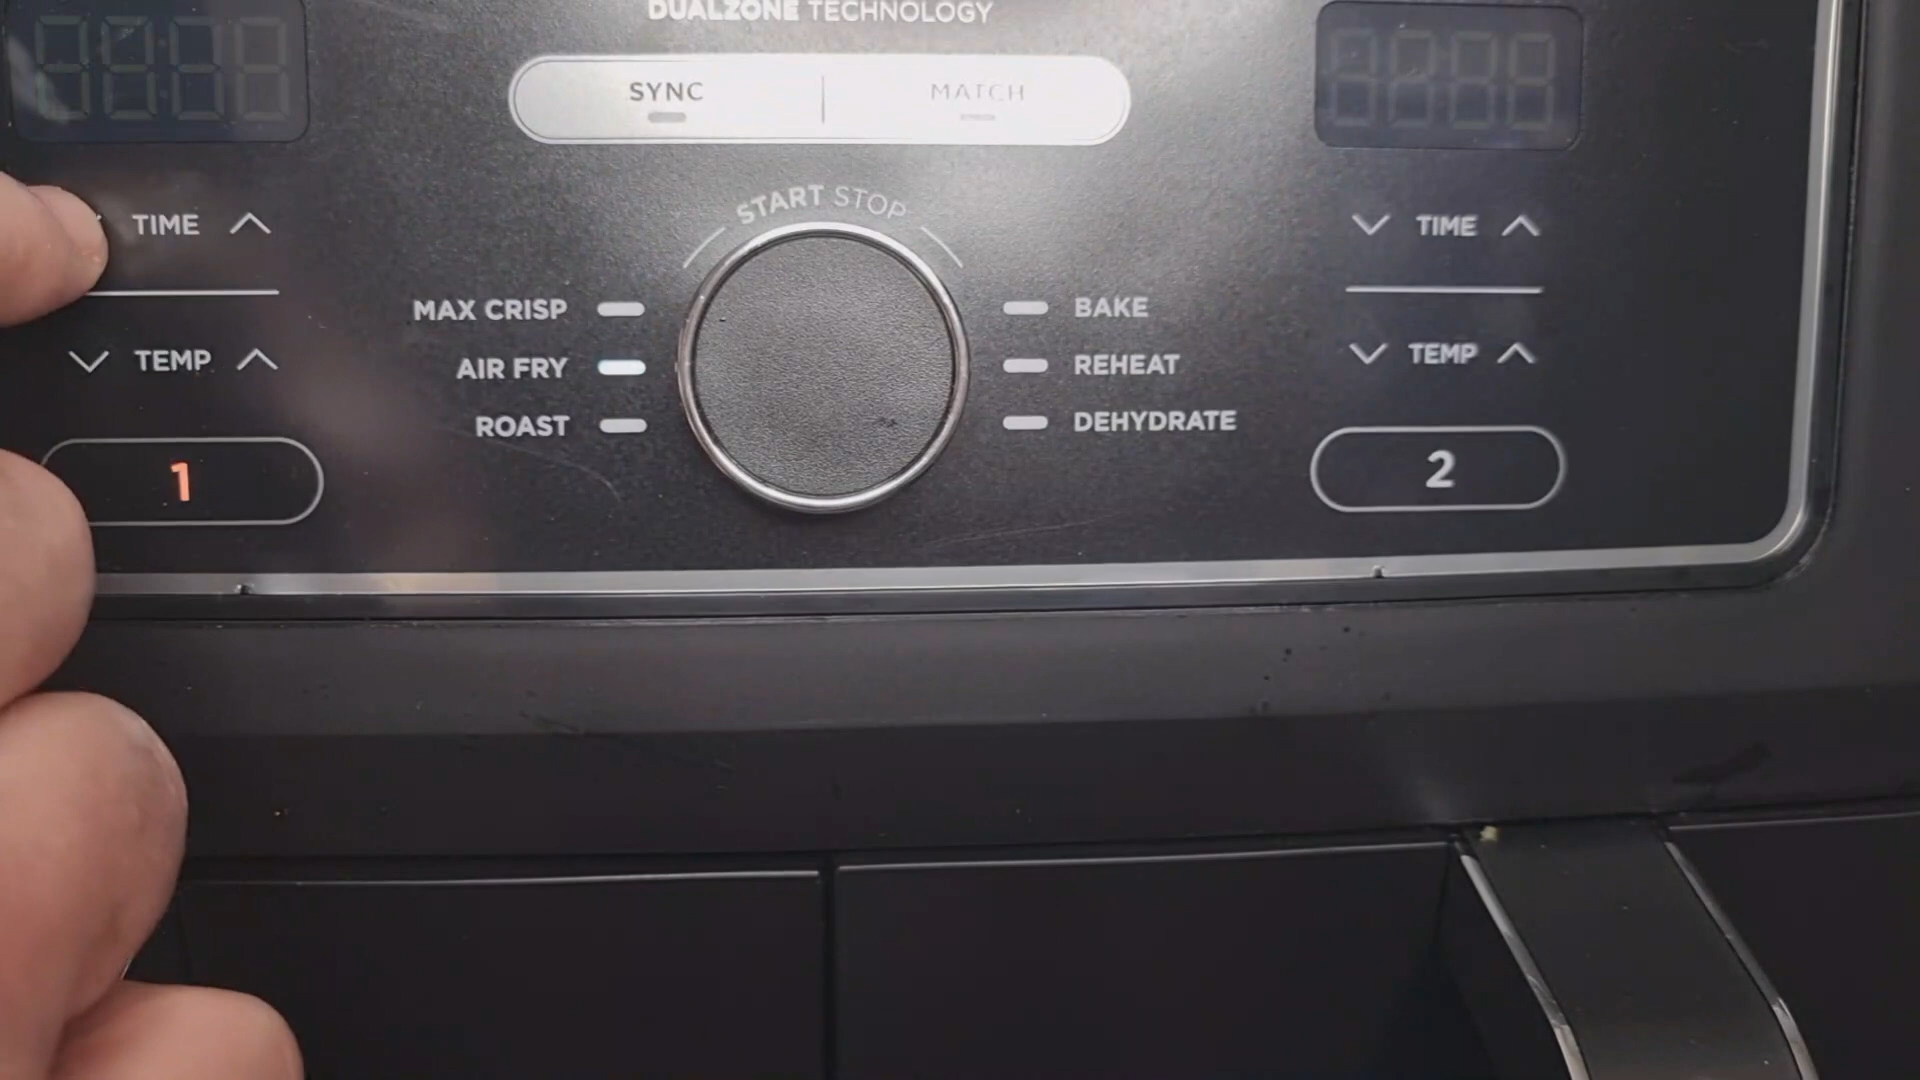 DUALZONE TECHNOLOGY
SYNC MATCH
START STOP
TIME
TIME
TEMP
TEMP
MAX CRISP
AIR FRY
ROAST
BAKE
REHEAT
DEHYDRATE
1
2